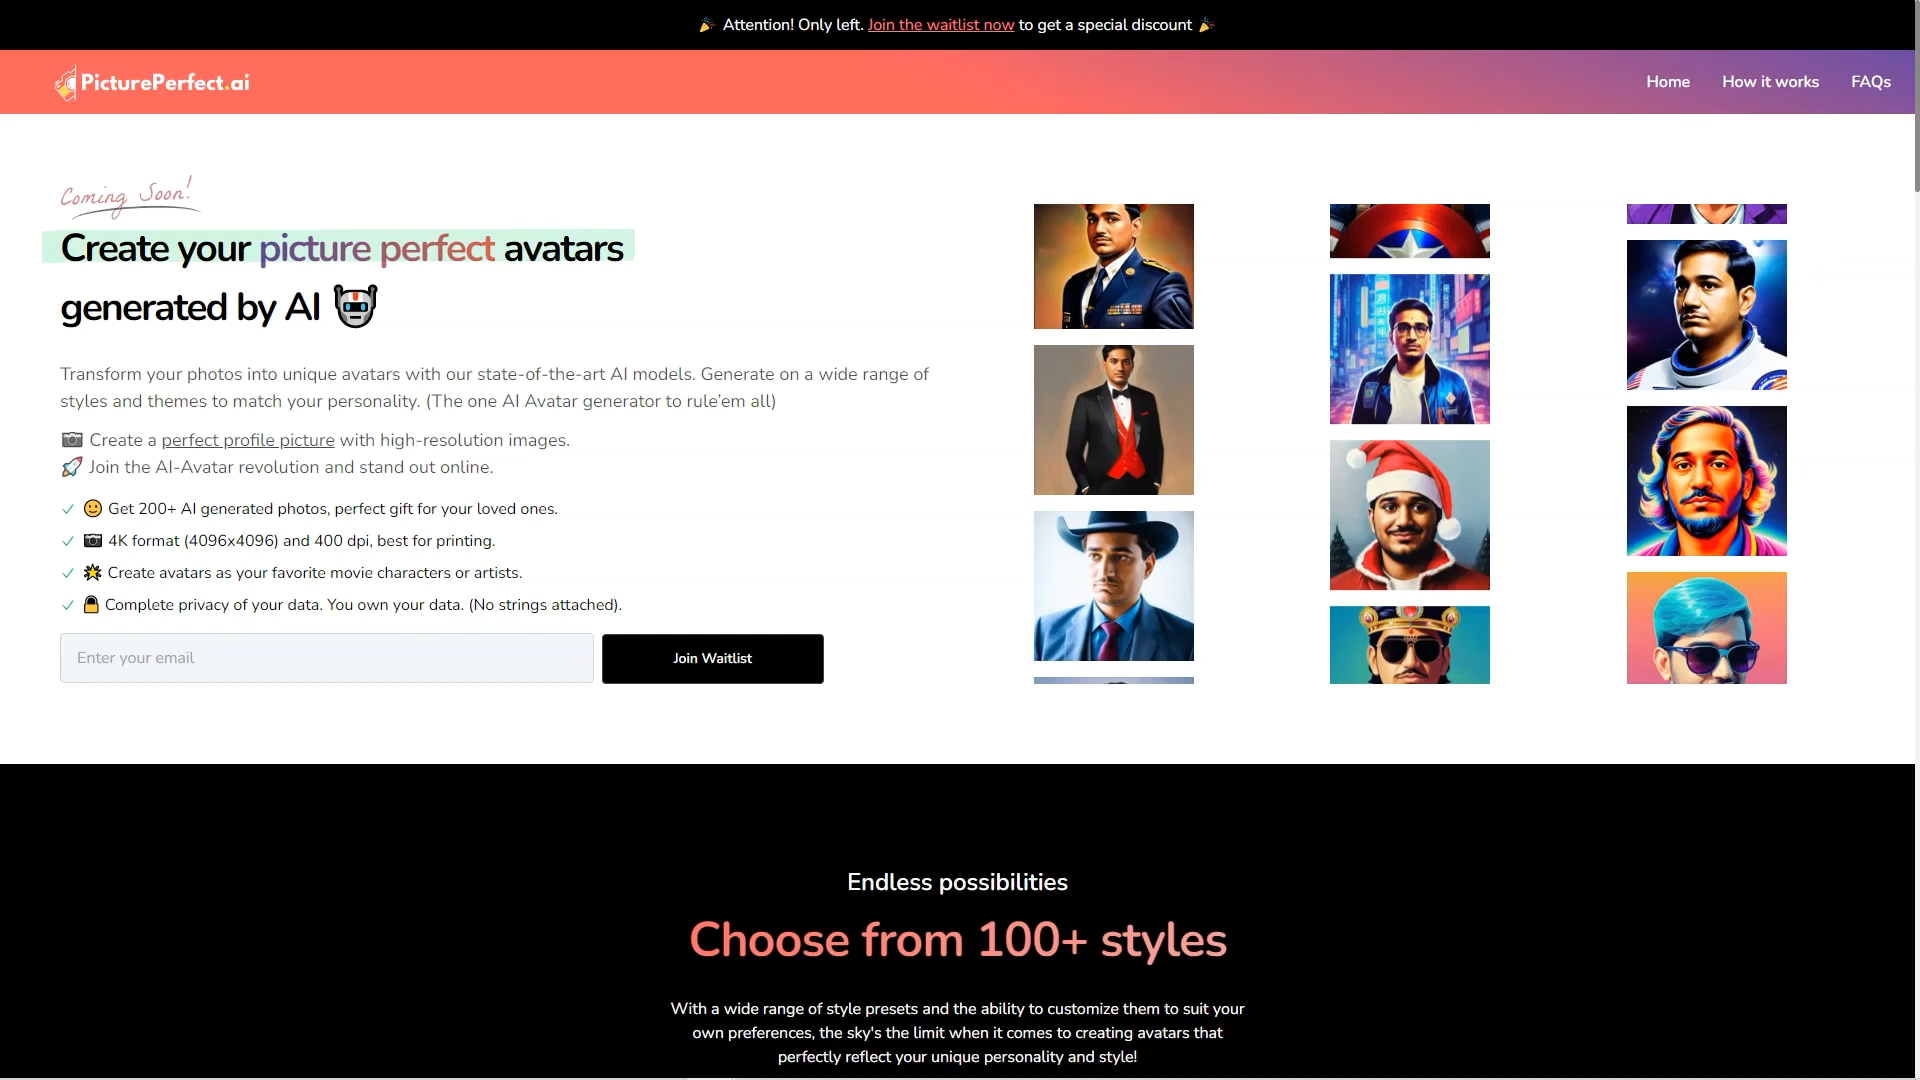 🎉 Attention! Only left. Join the waitlist now to get a special discount 🎉
PicturePerfect.ai
Home How it works FAQs
Coming Soon!
Create your picture perfect avatars
generated by AI 🤖
Transform your photos into unique avatars with our state-of-the-art AI models. Generate on a wide range of
styles and themes to match your personality. (The one AI Avatar generator to rule'em all)
📷 Create a perfect profile picture with high-resolution images.
🚀 Join the AI-Avatar revolution and stand out online.
✓ 🙂 Get 200+ AI generated photos, perfect gift for your loved ones.
✓ 📷 4K format (4096x4096) and 400 dpi, best for printing.
✓ 🌟 Create avatars as your favorite movie characters or artists.
✓ 🔒 Complete privacy of your data. You own your data. (No strings attached).
Enter your email
Join Waitlist
Endless possibilities
Choose from 100+ styles
With a wide range of style presets and the ability to customize them to suit your
own preferences, the sky's the limit when it comes to creating avatars that
perfectly reflect your unique personality and style!